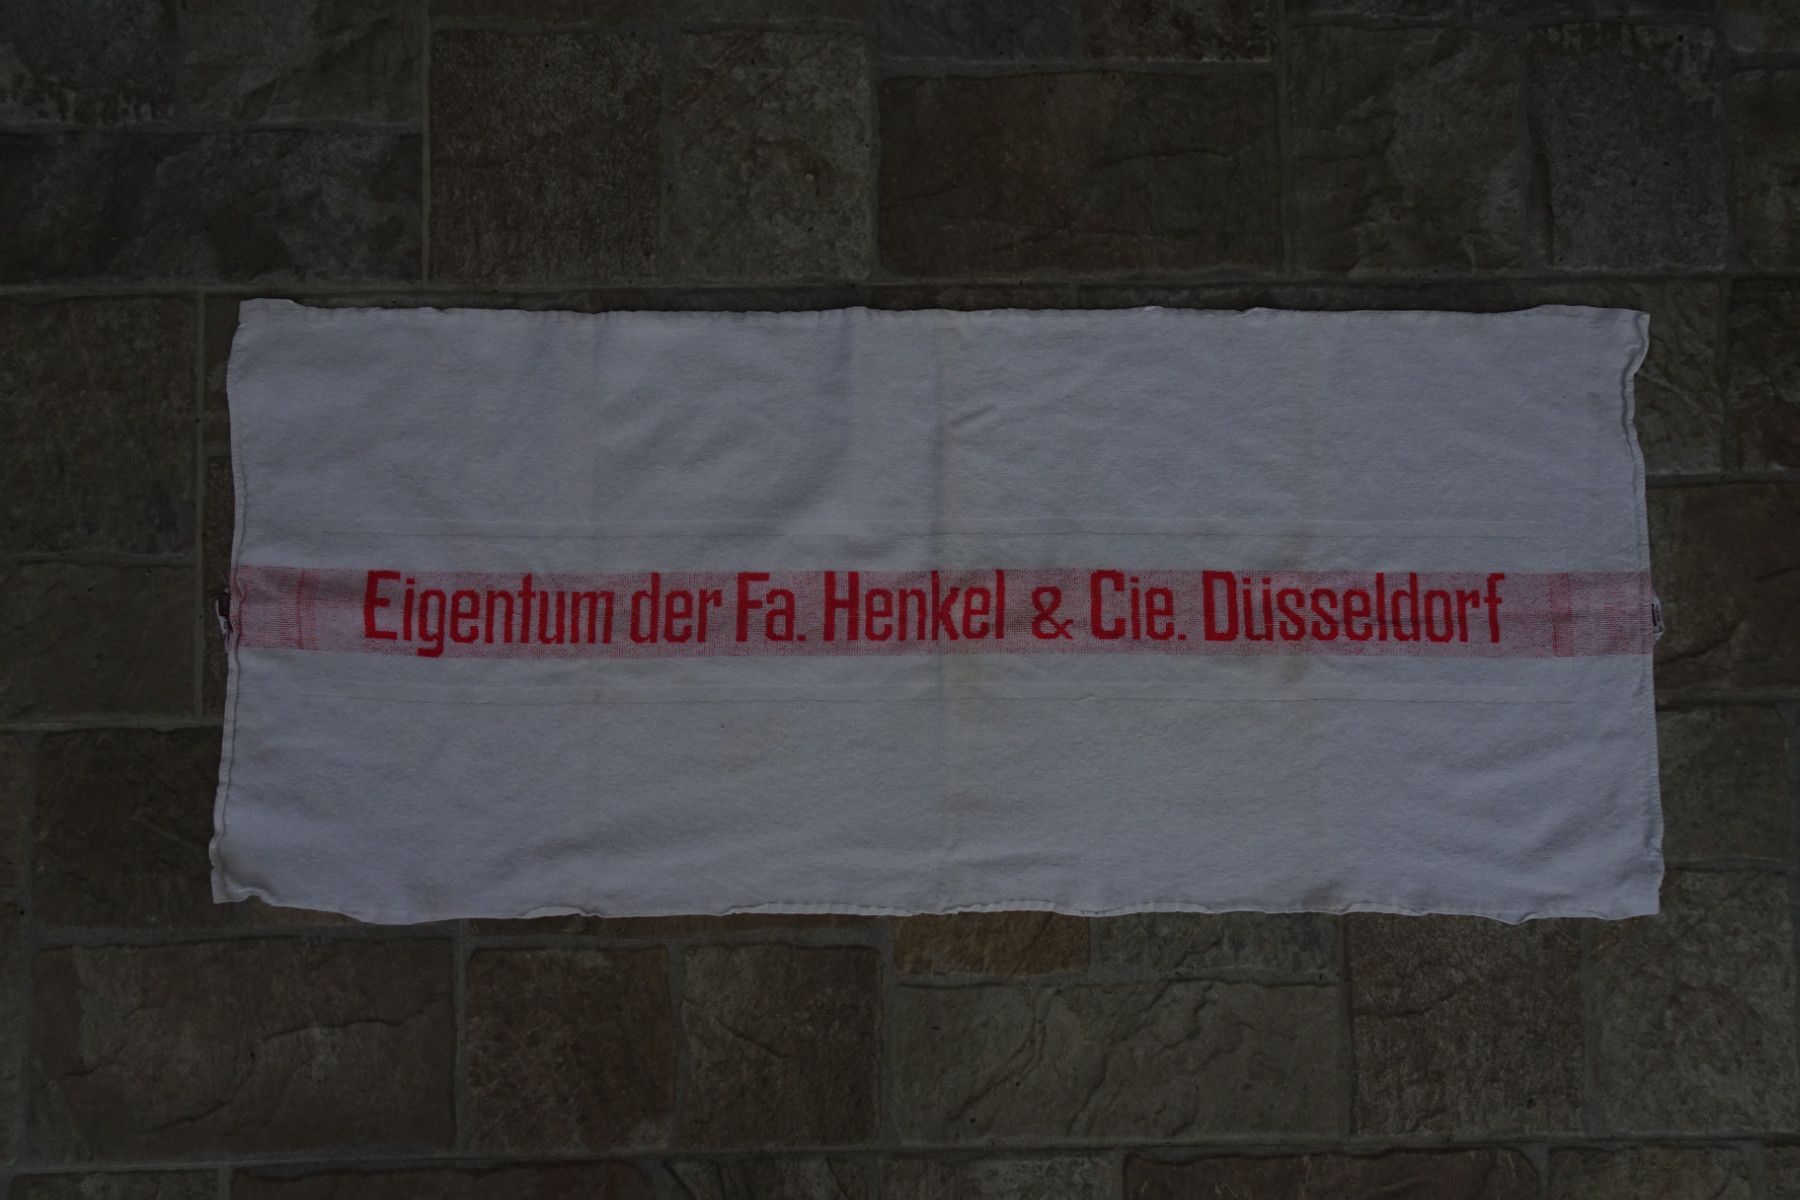 Eigentum der Fa. Henkel & Cie. Düsseldorf